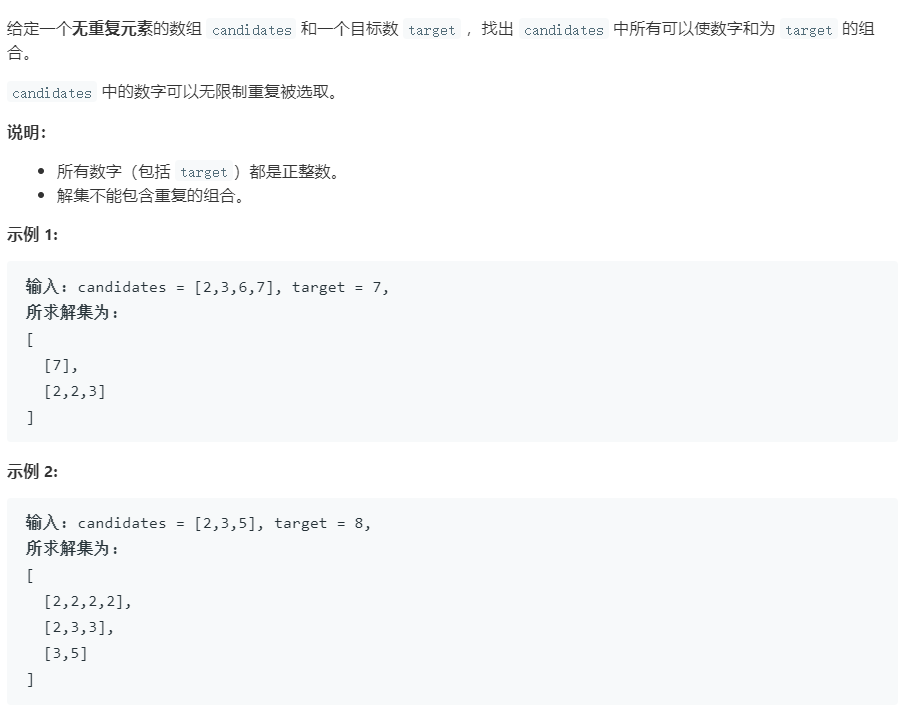 给定一个无重复元素的数组 candidates 和一个目标数 target ，找出 candidates 中所有可以使数字和为 target 的组
合。
candidates 中的数字可以无限制重复被选取。
说明：
• 所有数字（包括 target ）都是正整数。
• 解集不能包含重复的组合。
示例 1:
输入: candidates = [2,3,6,7], target = 7,
所求解集为:
[
[7],
[2,2,3]
]
示例 2:
输入: candidates = [2,3,5], target = 8,
所求解集为:
[
[2,2,2,2],
[2,3,3],
[3,5]
]